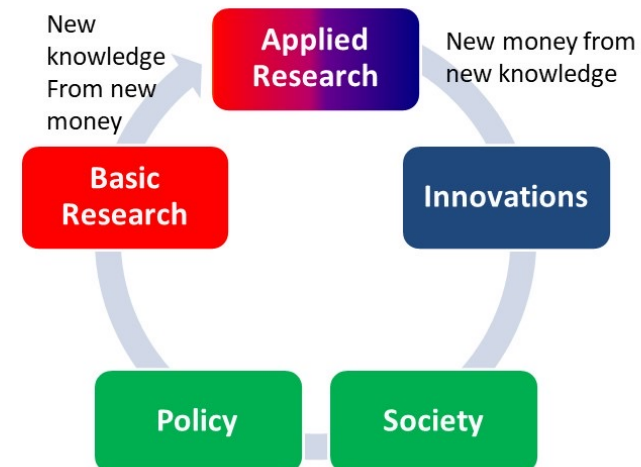 New
knowledge
From new
money
Applied
Research
New money from
new knowledge
Basic
Research
Innovations
Policy
Society